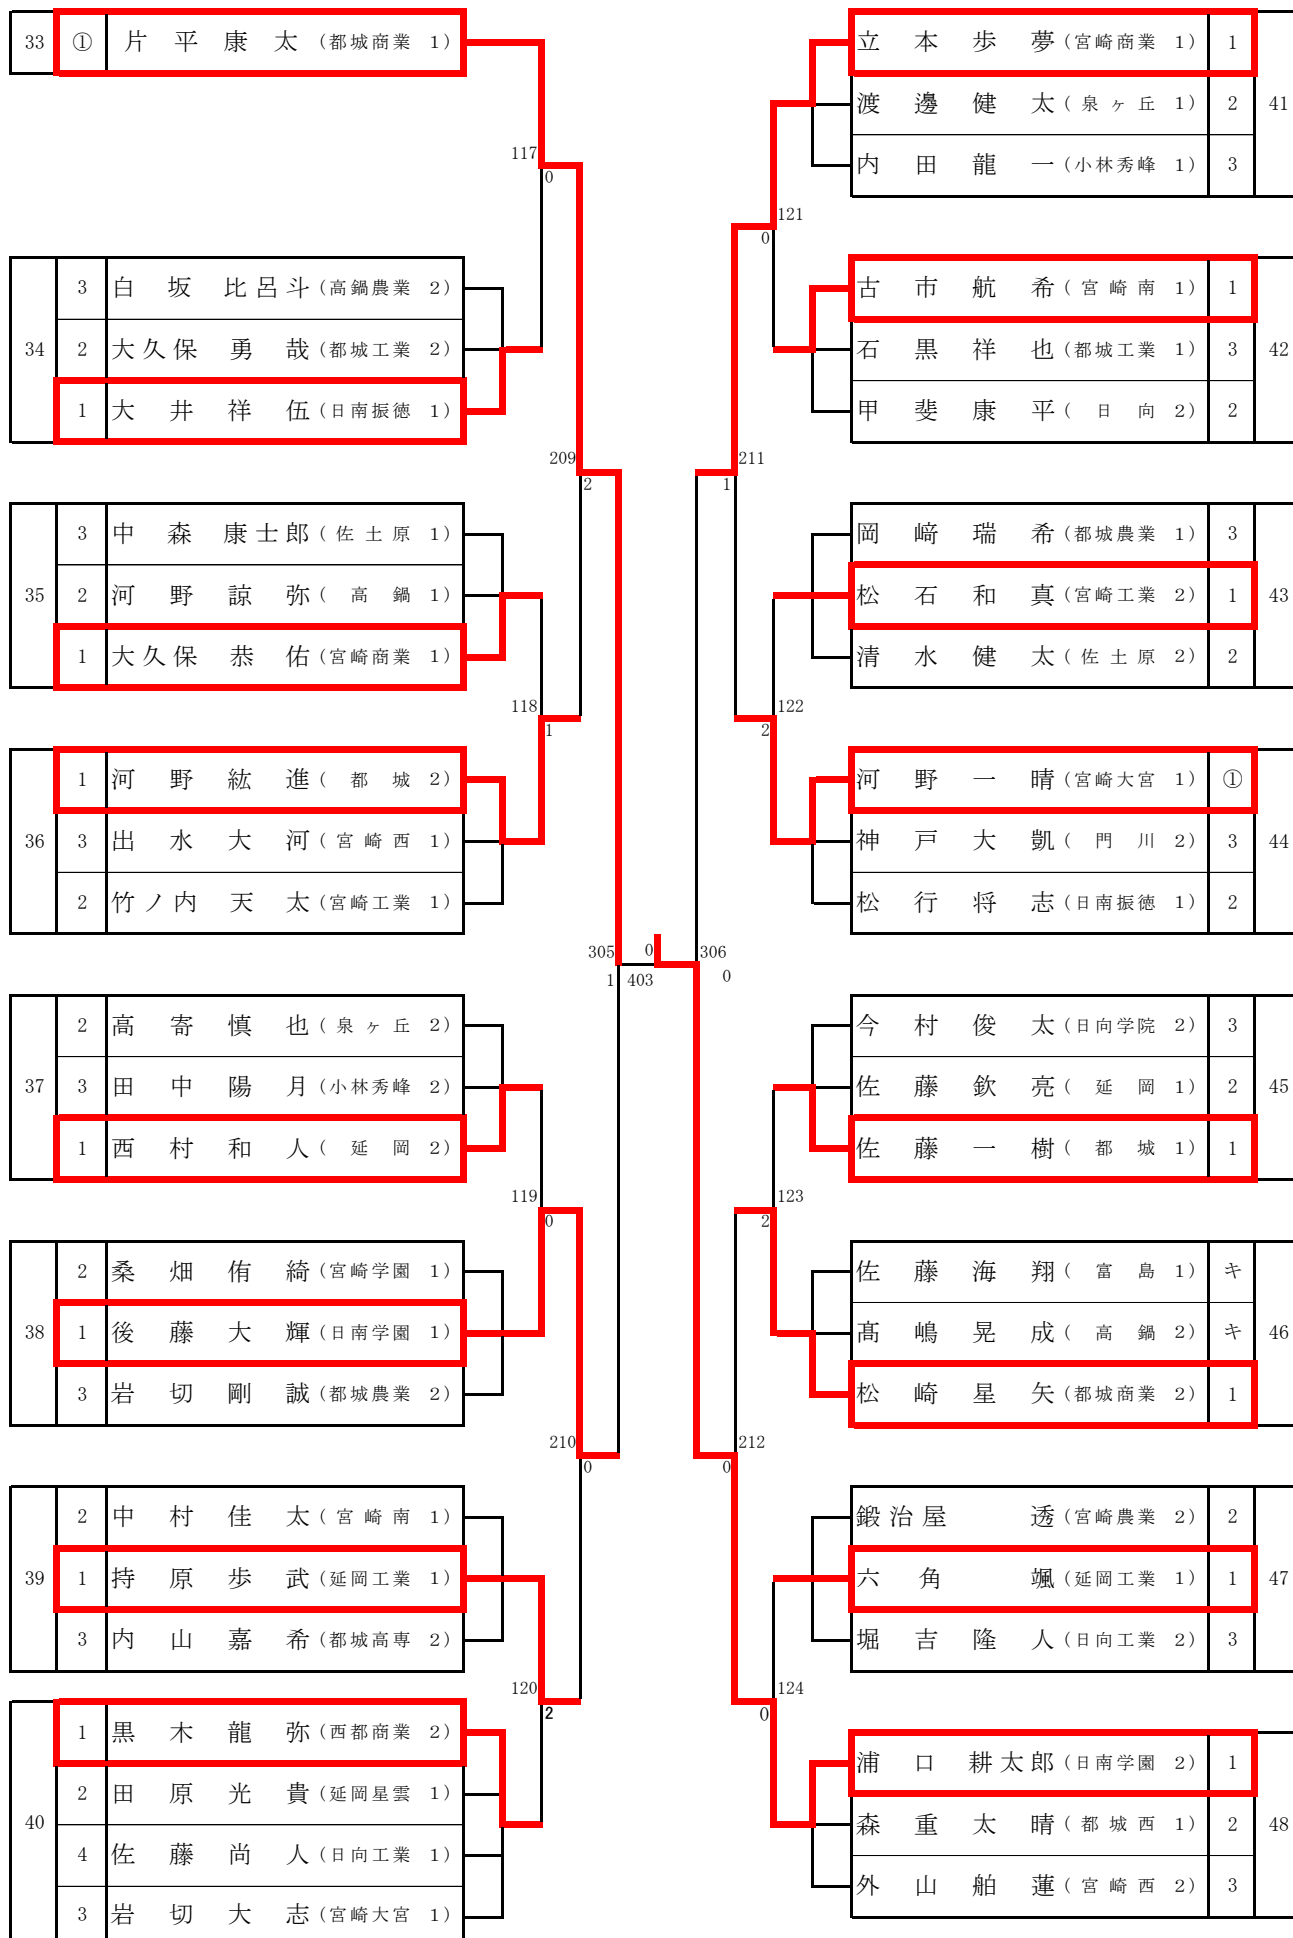 33 ① 片平康太 (都城商業 1)
34 3 白坂比呂斗 (高鍋農業 2)
2 大久保勇哉 (都城工業 2)
1 大井祥伍 (日南振徳 1)
35 3 中森康士郎 (佐土原 1)
2 河野諒弥 (高鍋 1)
1 大久保恭佑 (宮崎商業 1)
36 1 河野紘進 (都城 2)
3 出水大河 (宮崎西 1)
2 竹ノ内天太 (宮崎工業 1)
37 2 高寄慎也 (泉ヶ丘 2)
3 田中陽月 (小林秀峰 2)
1 西村和人 (延岡 2)
38 2 桑畑侑綺 (宮崎学園 1)
1 後藤大輝 (日南学園 1)
3 岩切剛誠 (都城農業 2)
39 2 中村佳太 (宮崎南 1)
1 持原歩武 (延岡工業 1)
3 内山嘉希 (都城高専 2)
40 1 黒木龍弥 (西都商業 2)
2 田原光貴 (延岡星雲 1)
4 佐藤尚人 (日向工業 1)
3 岩切大志 (宮崎大宮 1)
117
0
209
2
118
1
305
1
0
403
119
0
210
0
120
2
121
0
211
1
122
2
306
0
123
2
212
0
124
0
立本歩夢 (宮崎商業 1) 1
渡邊健太 (泉ヶ丘 1) 2 41
内田龍一 (小林秀峰 1) 3
古市航希 (宮崎南 1) 1
石黒祥也 (都城工業 1) 3 42
甲斐康平 (日向 2) 2
岡﨑瑞希 (都城農業 1) 3
松石和真 (宮崎工業 2) 1 43
清水健太 (佐土原 2) 2
河野一晴 (宮崎大宮 1) ①
神戸大凱 (門川 2) 3 44
松行将志 (日南振徳 1) 2
今村俊太 (日向学院 2) 3
佐藤欽亮 (延岡 1) 2 45
佐藤一樹 (都城 1) 1
佐藤海翔 (富島 1) キ
髙嶋晃成 (高鍋 2) キ 46
松崎星矢 (都城商業 2) 1
鍛治屋透 (宮崎農業 2) 2
六角颯 (延岡工業 1) 1 47
堀吉隆人 (日向工業 2) 3
浦口耕太郎 (日南学園 2) 1
森重太晴 (都城西 1) 2 48
外山舶蓮 (宮崎西 2) 3